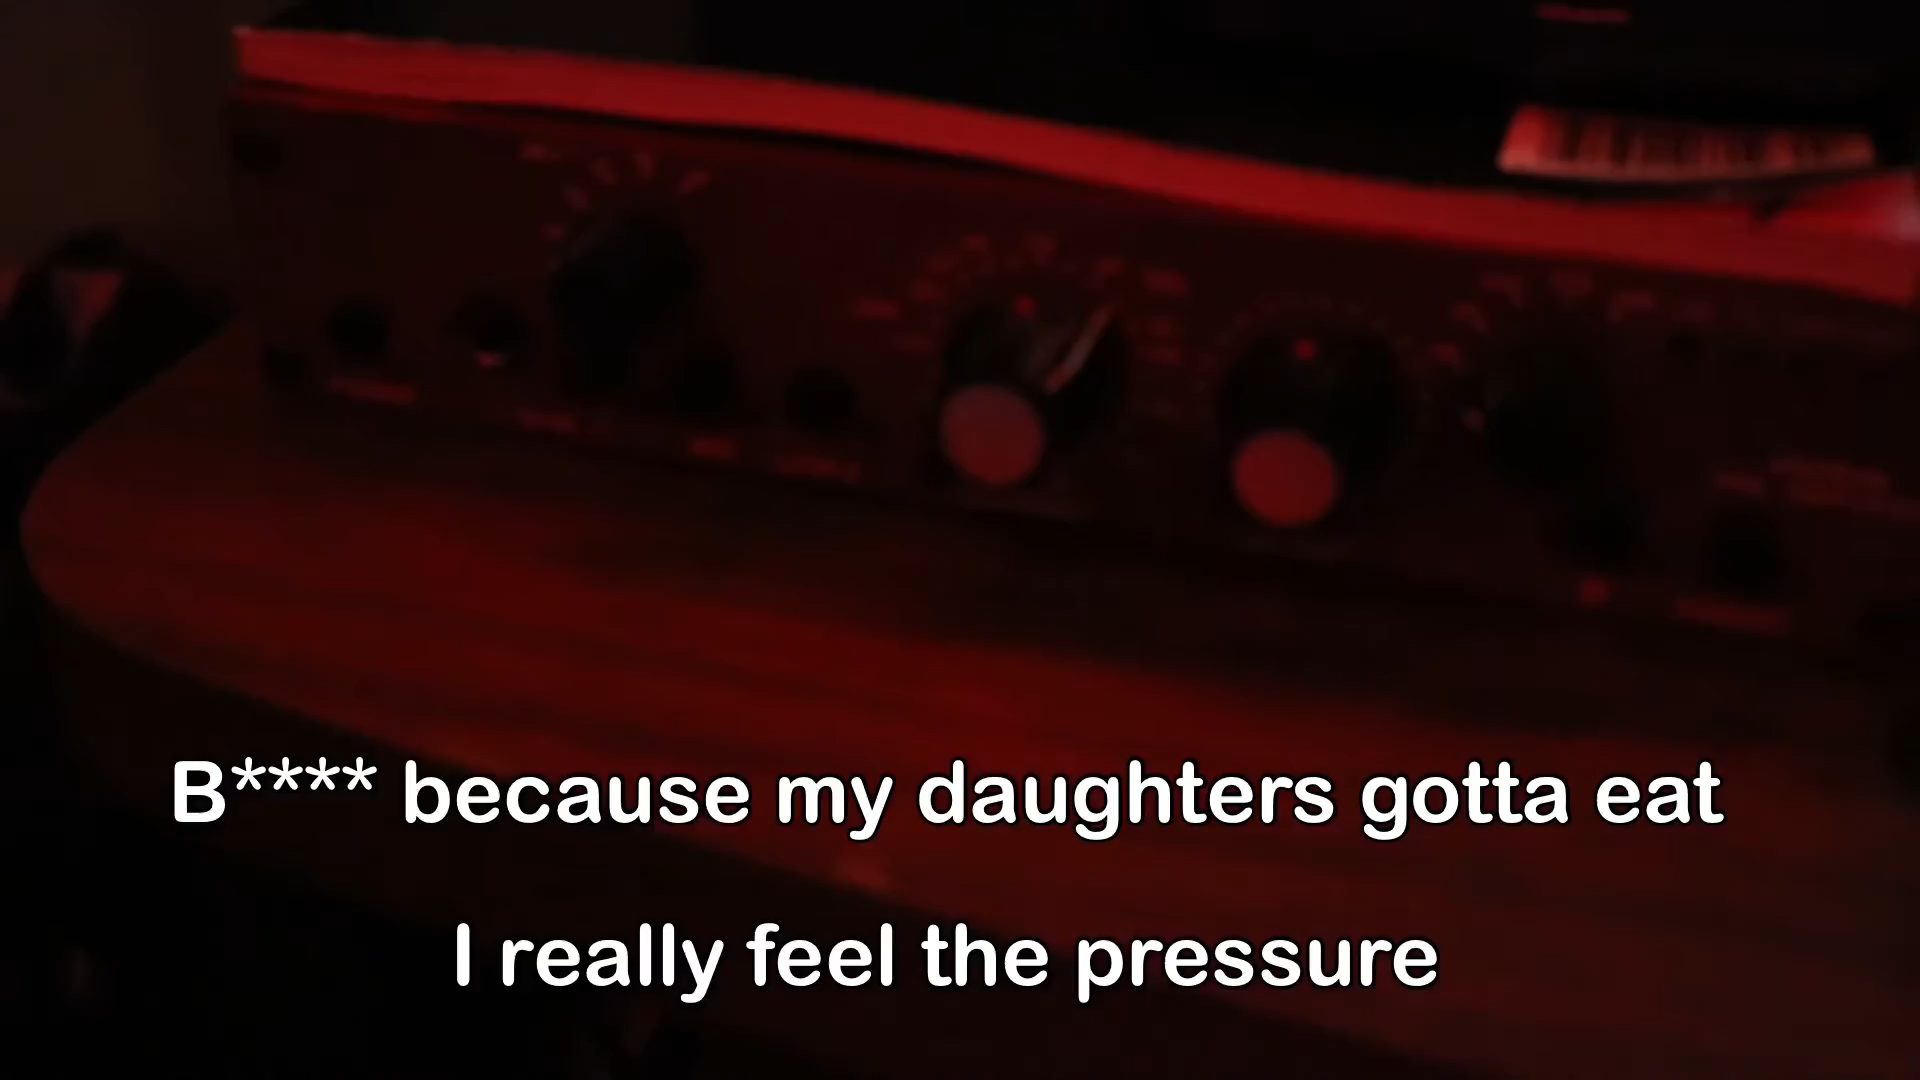 B**** because my daughters gotta eat
I really feel the pressure